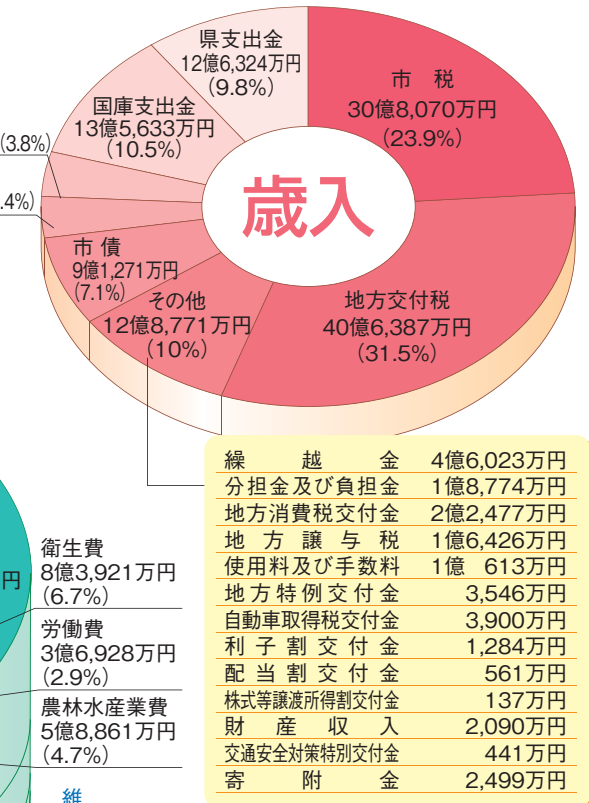 県支出金
12億6,324万円
(9.8%)
市 税
30億8,070万円
(23.9%)
国庫支出金
13億5,633万円
(10.5%)
(3.8%)
.4%)
歳入
市 債
9億1,271万円
(7.1%)
その他
12億8,771万円
(10%)
地方交付税
40億6,387万円
(31.5%)
繰越金 4億6,023万円
分担金及び負担金 1億8,774万円
地方消費税交付金 2億2,477万円
地方譲与税 1億6,426万円
使用料及び手数料 1億 613万円
地方特例交付金 3,546万円
自動車取得税交付金 3,900万円
利子割交付金 1,284万円
配当割交付金 561万円
株式等譲渡所得割交付金 137万円
財産収入 2,090万円
交通安全対策特別交付金 441万円
寄附金 2,499万円
円
衛生費
8億3,921万円
(6.7%)
労働費
3億6,928万円
(2.9%)
農林水産業費
5億8,861万円
(4.7%)
維